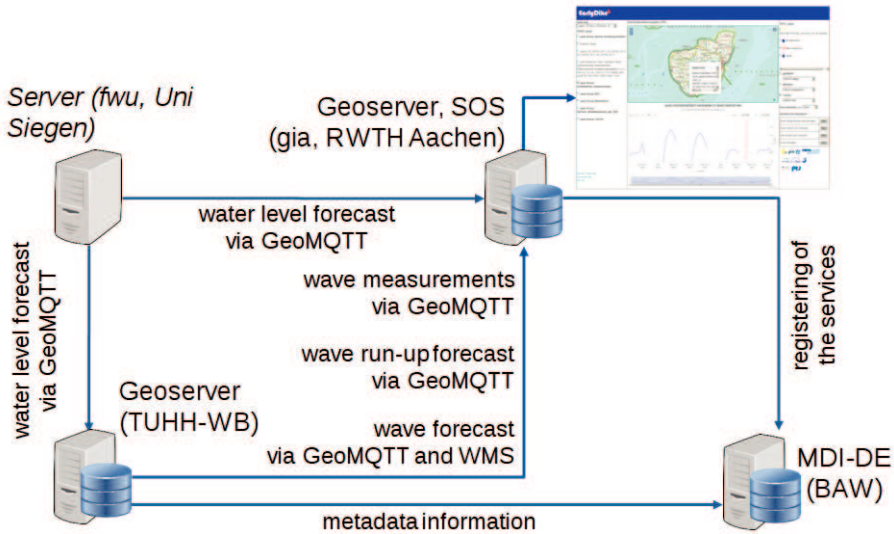 EarlyDike
Server (fwu, Uni
Siegen)
Geoserver, SOS
(gia, RWTH Aachen)
water level forecast
via GeoMQTT
water level forecast
via GeoMQTT
wave measurements
via GeoMQTT
wave run-up forecast
via GeoMQTT
wave forecast
via GeoMQTT and WMS
registering of
the services
Geoserver
(TUHH-WB)
MDI-DE
(BAW)
metadata information